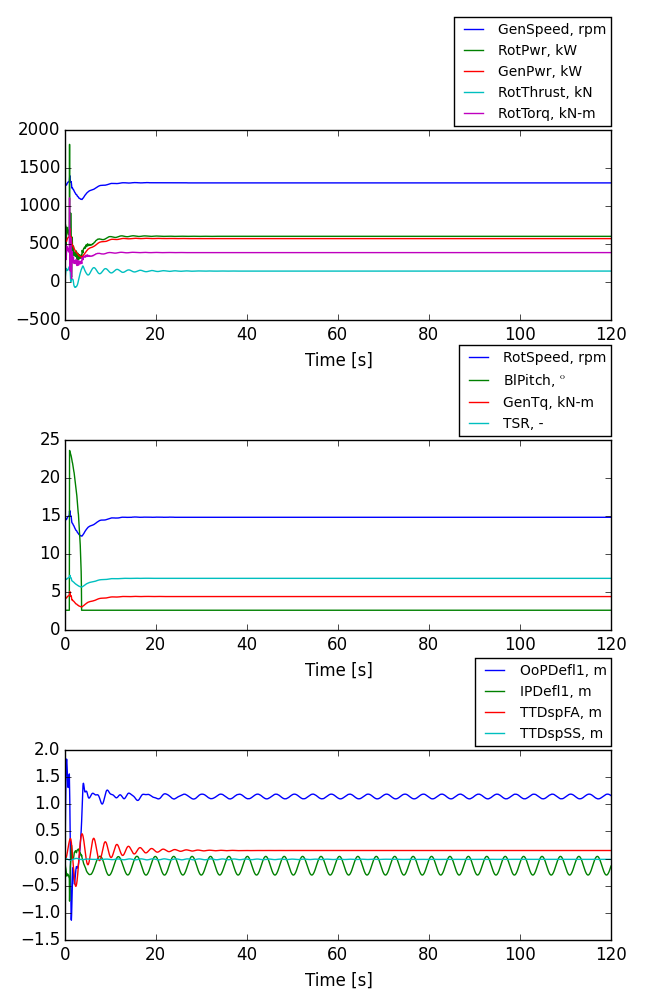 GenSpeed, rpm
RotPwr, kW
GenPwr, kW
RotThrust, kN
RotTorq, kN-m
2000
1500
1000
500
0
−500
0 20 40 60 80 100 120
Time [s]
RotSpeed, rpm
BlPitch, °
GenTq, kN-m
TSR, -
25
20
15
10
5
0
0 20 40 60 80 100 120
Time [s]
OoPDefl1, m
IPDefl1, m
TTDspFA, m
TTDspSS, m
2.0
1.5
1.0
0.5
0.0
−0.5
−1.0
−1.5
0 20 40 60 80 100 120
Time [s]